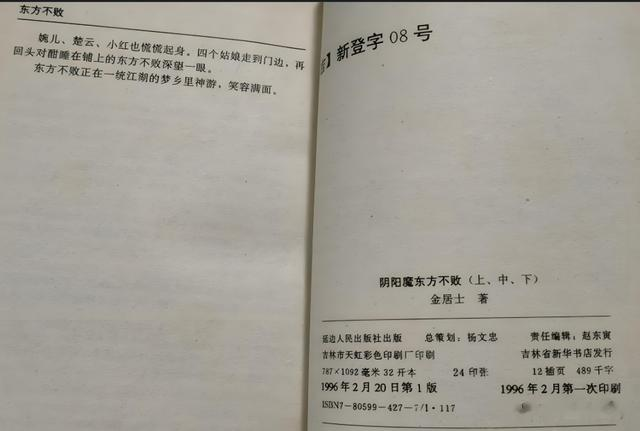 东方不败
婉儿、楚云、小红也慌慌起身。四个姑娘走到门边，再
回头对酣睡在铺上的东方不败深望一眼。
东方不败正在一统江湖的梦乡里神游，笑容满面。
】新登字 08 号
阴阳魔东方不败（上、中、下）
金居士 著
延边人民出版社出版 总策划：杨文忠 责任编辑：赵东寅
吉林市天虹彩色印刷厂印刷 吉林省新华书店发行
787×1092毫米 32开本 24印张 12插页 489千字
1996年2月20日第1版 1996年2月第一次印刷
ISBN7-80599-427-7/I·117